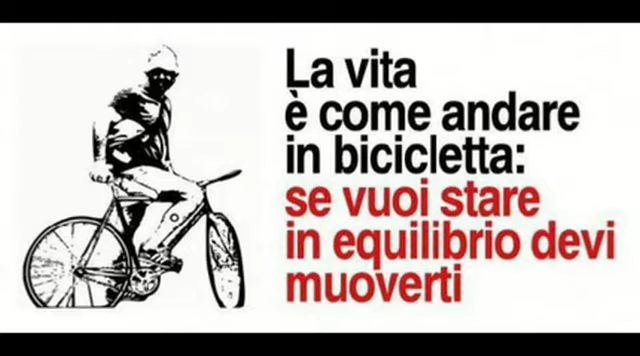 La vita
è come andare
in bicicletta:
se vuoi stare
in equilibrio devi
muoverti